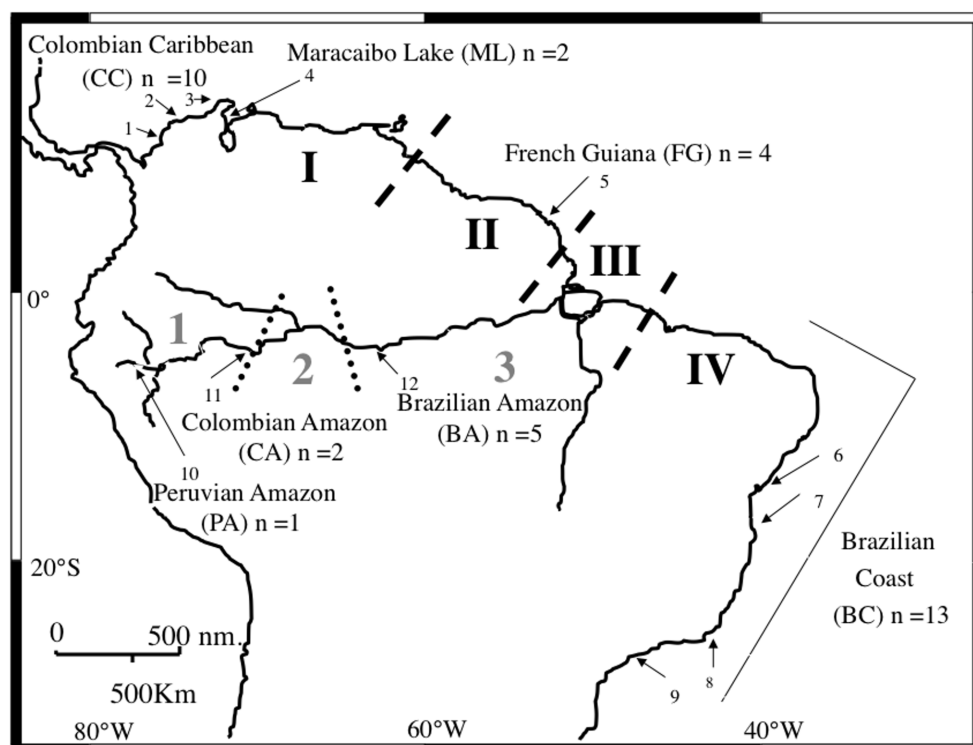 Colombian Caribbean
(CC) n =10
Maracaibo Lake (ML) n =2
1
2
3
4
French Guiana (FG) n = 4
5
I
II
III
IV
0°
1
2
3
11
12
Colombian Amazon
(CA) n =2
Brazilian Amazon
(BA) n =5
10
Peruvian Amazon
(PA) n =1
6
7
Brazilian
Coast
(BC) n =13
20°S
0
500 nm.
500Km
9
8
80°W
60°W
40°W